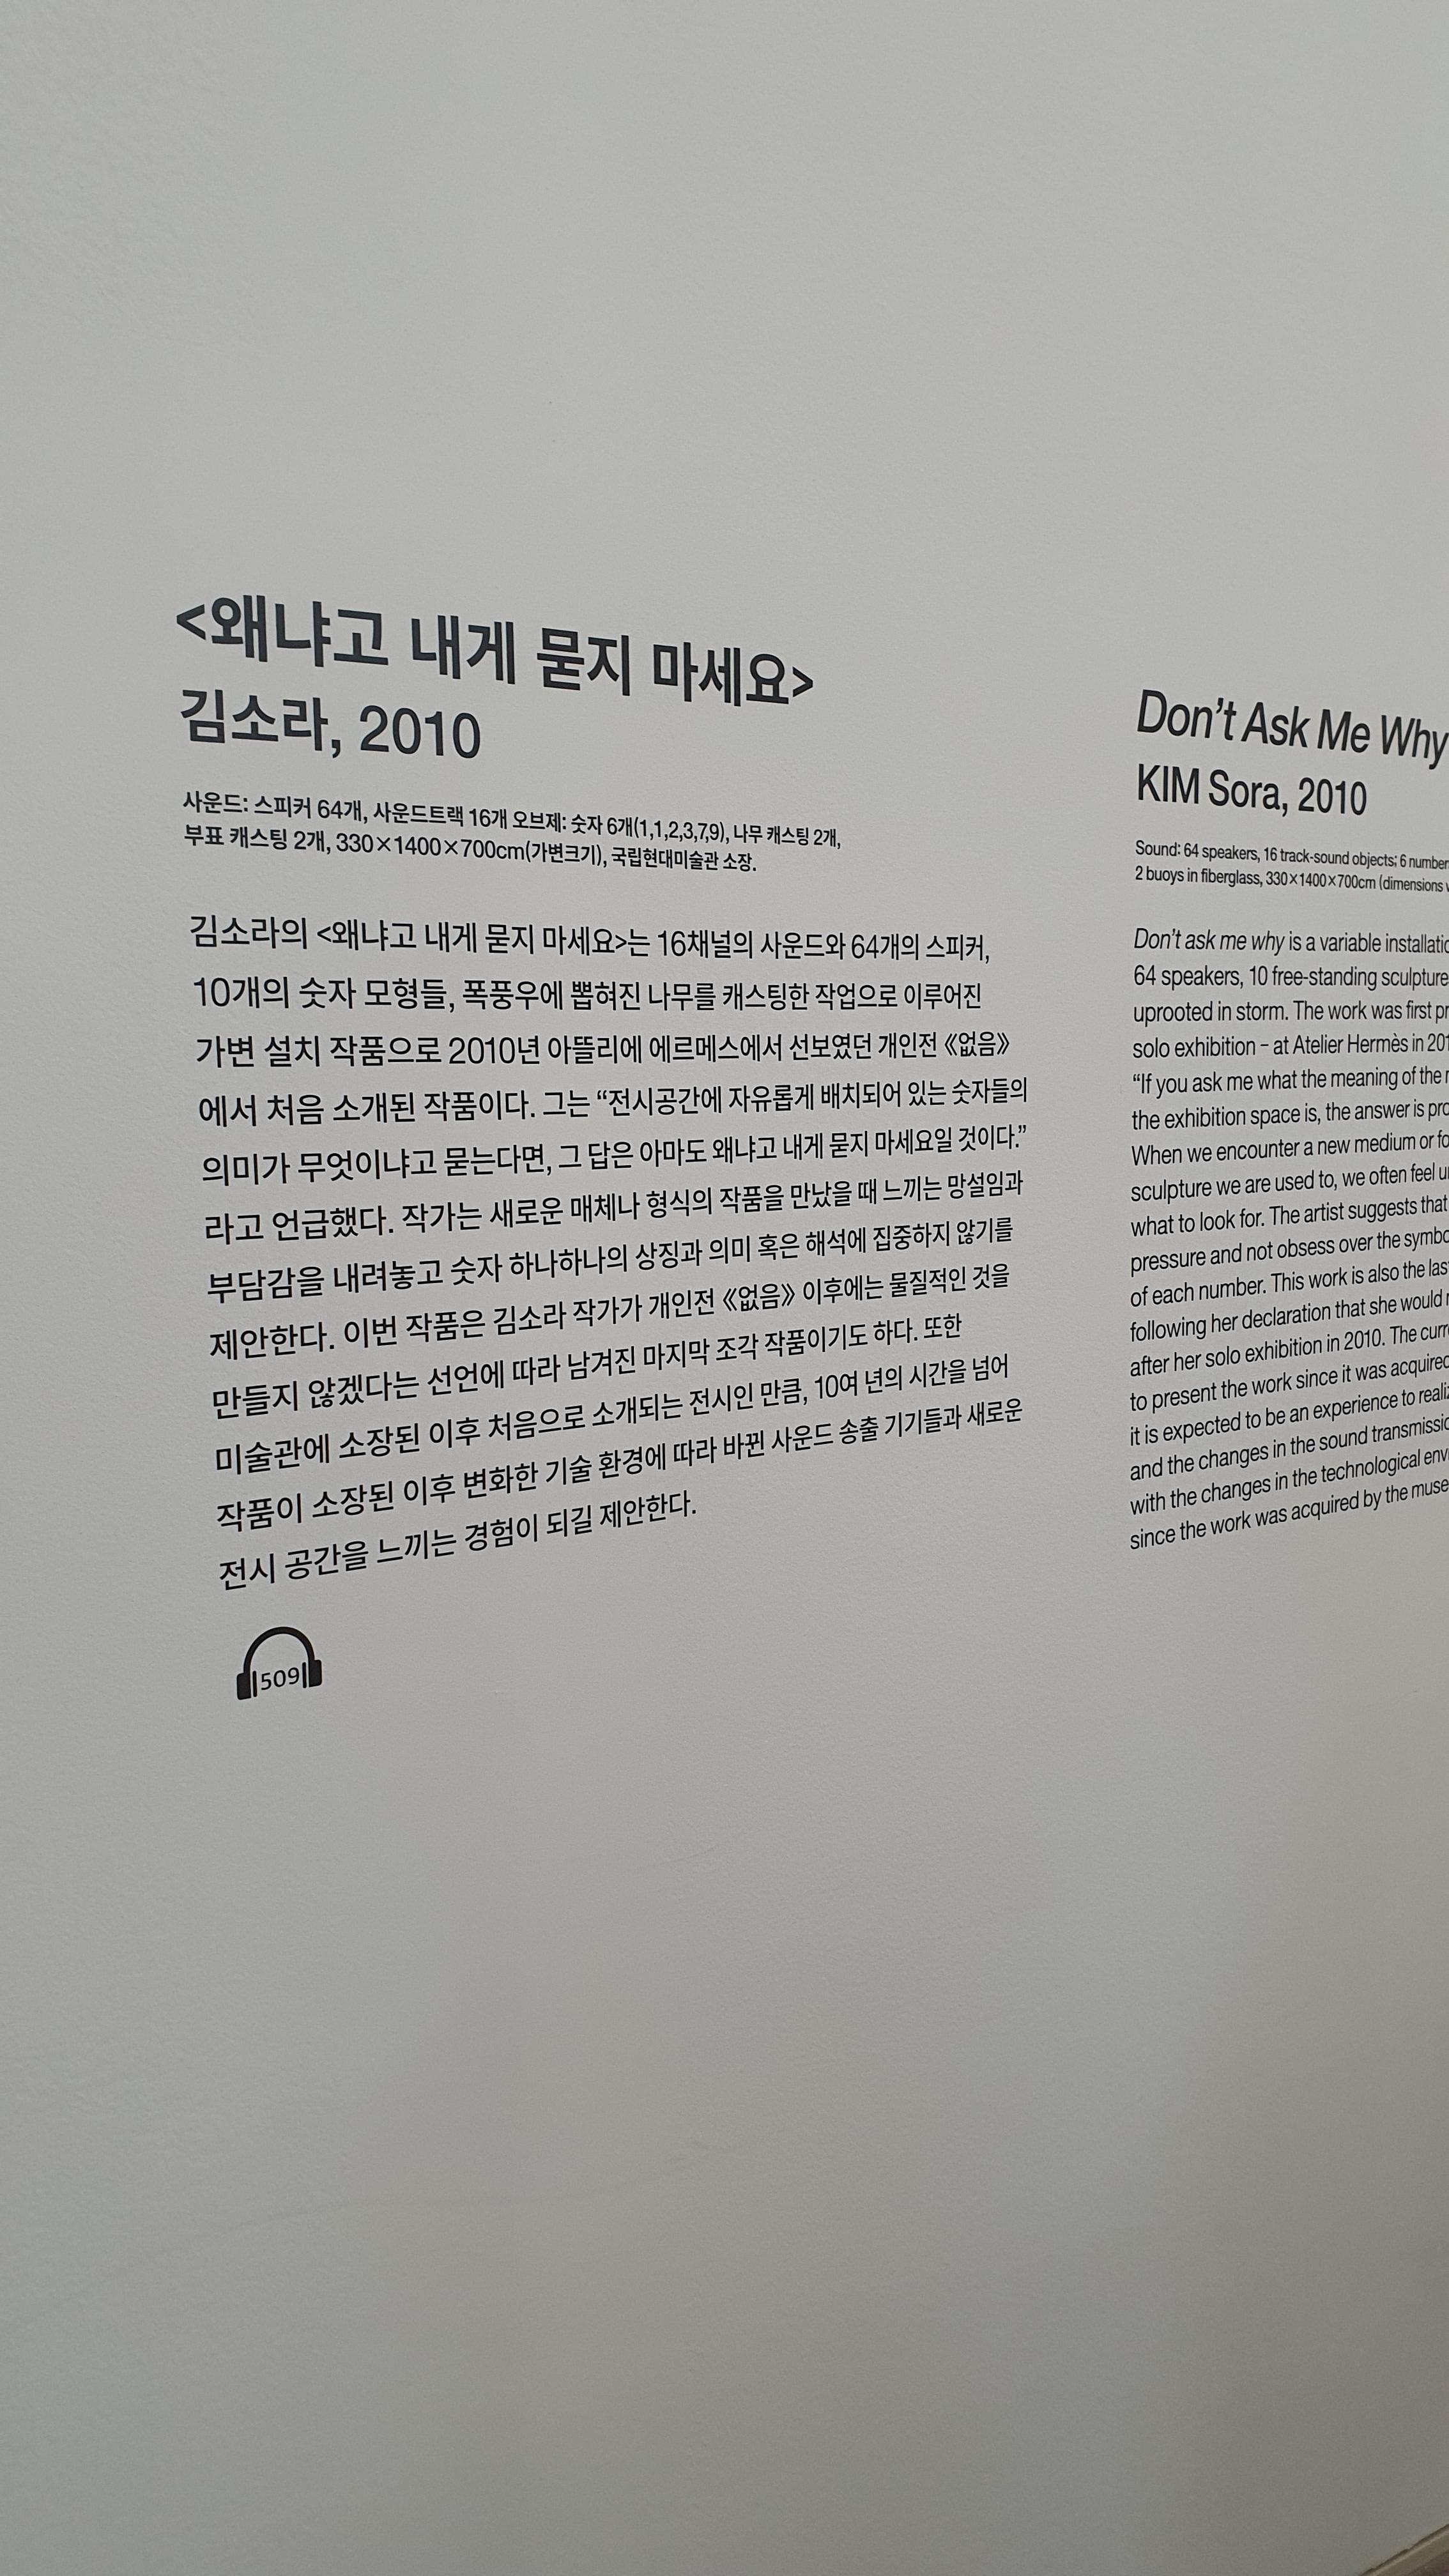 <왜냐고 내게 묻지 마세요>
김소라, 2010
사운드: 스피커 64개, 사운드트랙 16개 오브제: 숫자 6개(1,1,2,3,7,9), 나무 캐스팅 2개,
부표 캐스팅 2개, 330×1400×700cm(가변크기), 국립현대미술관 소장.
김소라의 <왜냐고 내게 묻지 마세요>는 16채널의 사운드와 64개의 스피커,
10개의 숫자 모형들, 폭풍우에 뽑혀진 나무를 캐스팅한 작업으로 이루어진
가변 설치 작품으로 2010년 아뜰리에 에르메스에서 선보였던 개인전 《없음》
에서 처음 소개된 작품이다. 그는 “전시공간에 자유롭게 배치되어 있는 숫자들의
의미가 무엇이냐고 묻는다면, 그 답은 아마도 왜냐고 내게 묻지 마세요일 것이다.”
라고 언급했다. 작가는 새로운 매체나 형식의 작품을 만났을 때 느끼는 망설임과
부담감을 내려놓고 숫자 하나하나의 상징과 의미 혹은 해석에 집중하지 않기를
제안한다. 이번 작품은 김소라 작가가 개인전 《없음》 이후에는 물질적인 것을
만들지 않겠다는 선언에 따라 남겨진 마지막 조각 작품이기도 하다. 또한
미술관에 소장된 이후 처음으로 소개되는 전시인 만큼, 10여 년의 시간을 넘어
작품이 소장된 이후 변화한 기술 환경에 따라 바뀐 사운드 송출 기기들과 새로운
전시 공간을 느끼는 경험이 되길 제안한다.
509
Don’t Ask Me Why
KIM Sora, 2010
Sound: 64 speakers, 16 track-sound objects; 6 number
2 buoys in fiberglass, 330×1400×700cm (dimensions
Don’t ask me why is a variable
64 speakers, 10 free-standing
uprooted in storm. The work was first
solo exhibition – at Atelier Hermès in
“If you ask me what the meaning of the
the exhibition space is, the answer is
When we encounter a new medium or
sculpture we are used to, we often feel
what to look for. The artist suggests that
pressure and not obsess over the
of each number. This work is also the
following her declaration that she would
after her solo exhibition in 2010. The
to present the work since it was acquired
it is expected to be an experience to
and the changes in the sound
with the changes in the technological
since the work was acquired by the